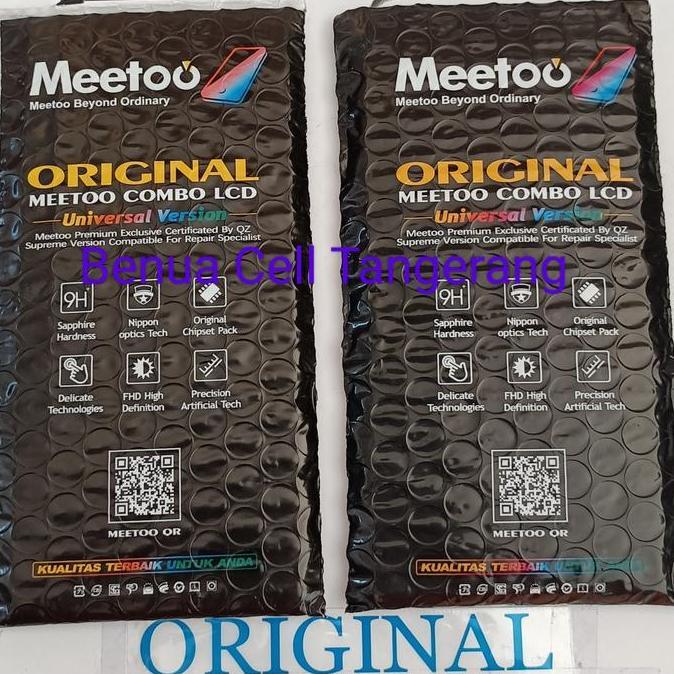 Meetoo
Meetoo Beyond Ordinary
ORIGINAL
MEETOO COMBO LCD
Universal Version
Meetoo Premium Exclusive Certificated By QZ
Supreme Version Compatible For Repair Specialist
9H
Sapphire
Hardness
Nippon
optics Tech
Original
Chipset Pack
Delicate
Technologies
FHD High
Definition
Precision
Artificial Tech
MEETOO QR
KUALITAS TERBAIK UNTUK ANDA
Meetoo
Meetoo Beyond Ordinary
ORIGINAL
MEETOO COMBO LCD
Universal Version
Meetoo Premium Exclusive Certificated By QZ
Supreme Version Compatible For Repair Specialist
9H
Sapphire
Hardness
Nippon
optics Tech
Original
Chipset Pack
Delicate
Technologies
FHD High
Definition
Precision
Artificial Tech
MEETOO QR
KUALITAS TERBAIK
Benua Cell Tangerang
ORIGINAL